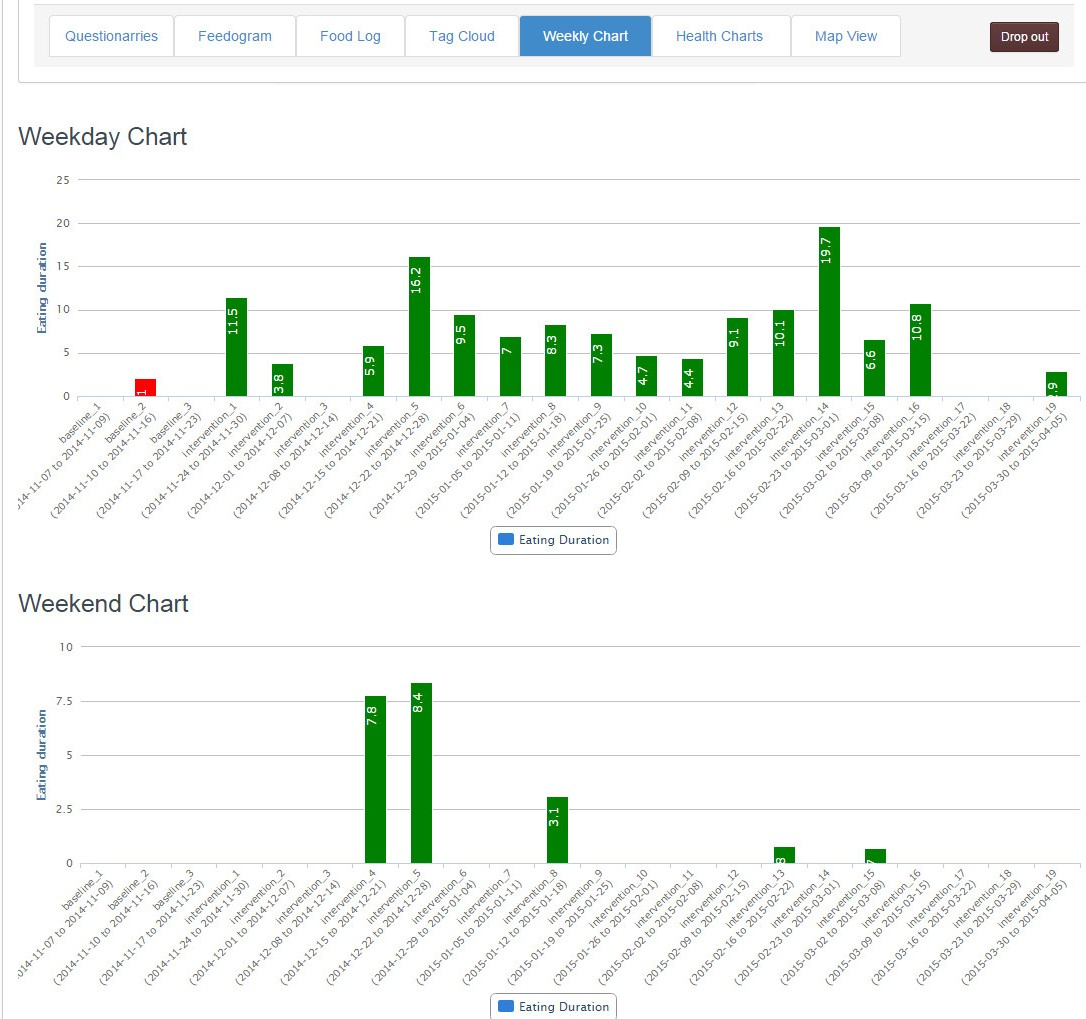 Questionarries Feedogram Food Log Tag Cloud Weekly Chart Health Charts Map View Drop out
Weekday Chart
25
20
15
10
5
0
Eating duration
1
11.5
3.8
5.9
16.2
9.5
7
8.3
7.3
4.7
4.4
9.1
10.1
19.7
6.6
10.8
.9
baseline_1
14-11-07 to 2014-11-09)
baseline_2
(2014-11-10 to 2014-11-16)
baseline_3
(2014-11-17 to 2014-11-23)
intervention_1
(2014-11-24 to 2014-11-30)
intervention_2
(2014-12-01 to 2014-12-07)
intervention_3
(2014-12-08 to 2014-12-14)
intervention_4
(2014-12-15 to 2014-12-21)
intervention_5
(2014-12-22 to 2014-12-28)
intervention_6
(2014-12-29 to 2015-01-04)
intervention_7
(2015-01-05 to 2015-01-11)
intervention_8
(2015-01-12 to 2015-01-18)
intervention_9
(2015-01-19 to 2015-01-25)
intervention_10
(2015-01-26 to 2015-02-01)
intervention_11
(2015-02-02 to 2015-02-08)
intervention_12
(2015-02-09 to 2015-02-15)
intervention_13
(2015-02-16 to 2015-02-22)
intervention_14
(2015-02-23 to 2015-03-01)
intervention_15
(2015-03-02 to 2015-03-08)
intervention_16
(2015-03-09 to 2015-03-15)
intervention_17
(2015-03-16 to 2015-03-22)
intervention_18
(2015-03-23 to 2015-03-29)
intervention_19
(2015-03-30 to 2015-04-05)
Eating Duration
Weekend Chart
10
7.5
5
2.5
0
Eating duration
7.8
8.4
3.1
8
7
baseline_1
14-11-07 to 2014-11-09)
baseline_2
(2014-11-10 to 2014-11-16)
baseline_3
(2014-11-17 to 2014-11-23)
intervention_1
(2014-11-24 to 2014-11-30)
intervention_2
(2014-12-01 to 2014-12-07)
intervention_3
(2014-12-08 to 2014-12-14)
intervention_4
(2014-12-15 to 2014-12-21)
intervention_5
(2014-12-22 to 2014-12-28)
intervention_6
(2014-12-29 to 2015-01-04)
intervention_7
(2015-01-05 to 2015-01-11)
intervention_8
(2015-01-12 to 2015-01-18)
intervention_9
(2015-01-19 to 2015-01-25)
intervention_10
(2015-01-26 to 2015-02-01)
intervention_11
(2015-02-02 to 2015-02-08)
intervention_12
(2015-02-09 to 2015-02-15)
intervention_13
(2015-02-16 to 2015-02-22)
intervention_14
(2015-02-23 to 2015-03-01)
intervention_15
(2015-03-02 to 2015-03-08)
intervention_16
(2015-03-09 to 2015-03-15)
intervention_17
(2015-03-16 to 2015-03-22)
intervention_18
(2015-03-23 to 2015-03-29)
intervention_19
(2015-03-30 to 2015-04-05)
Eating Duration